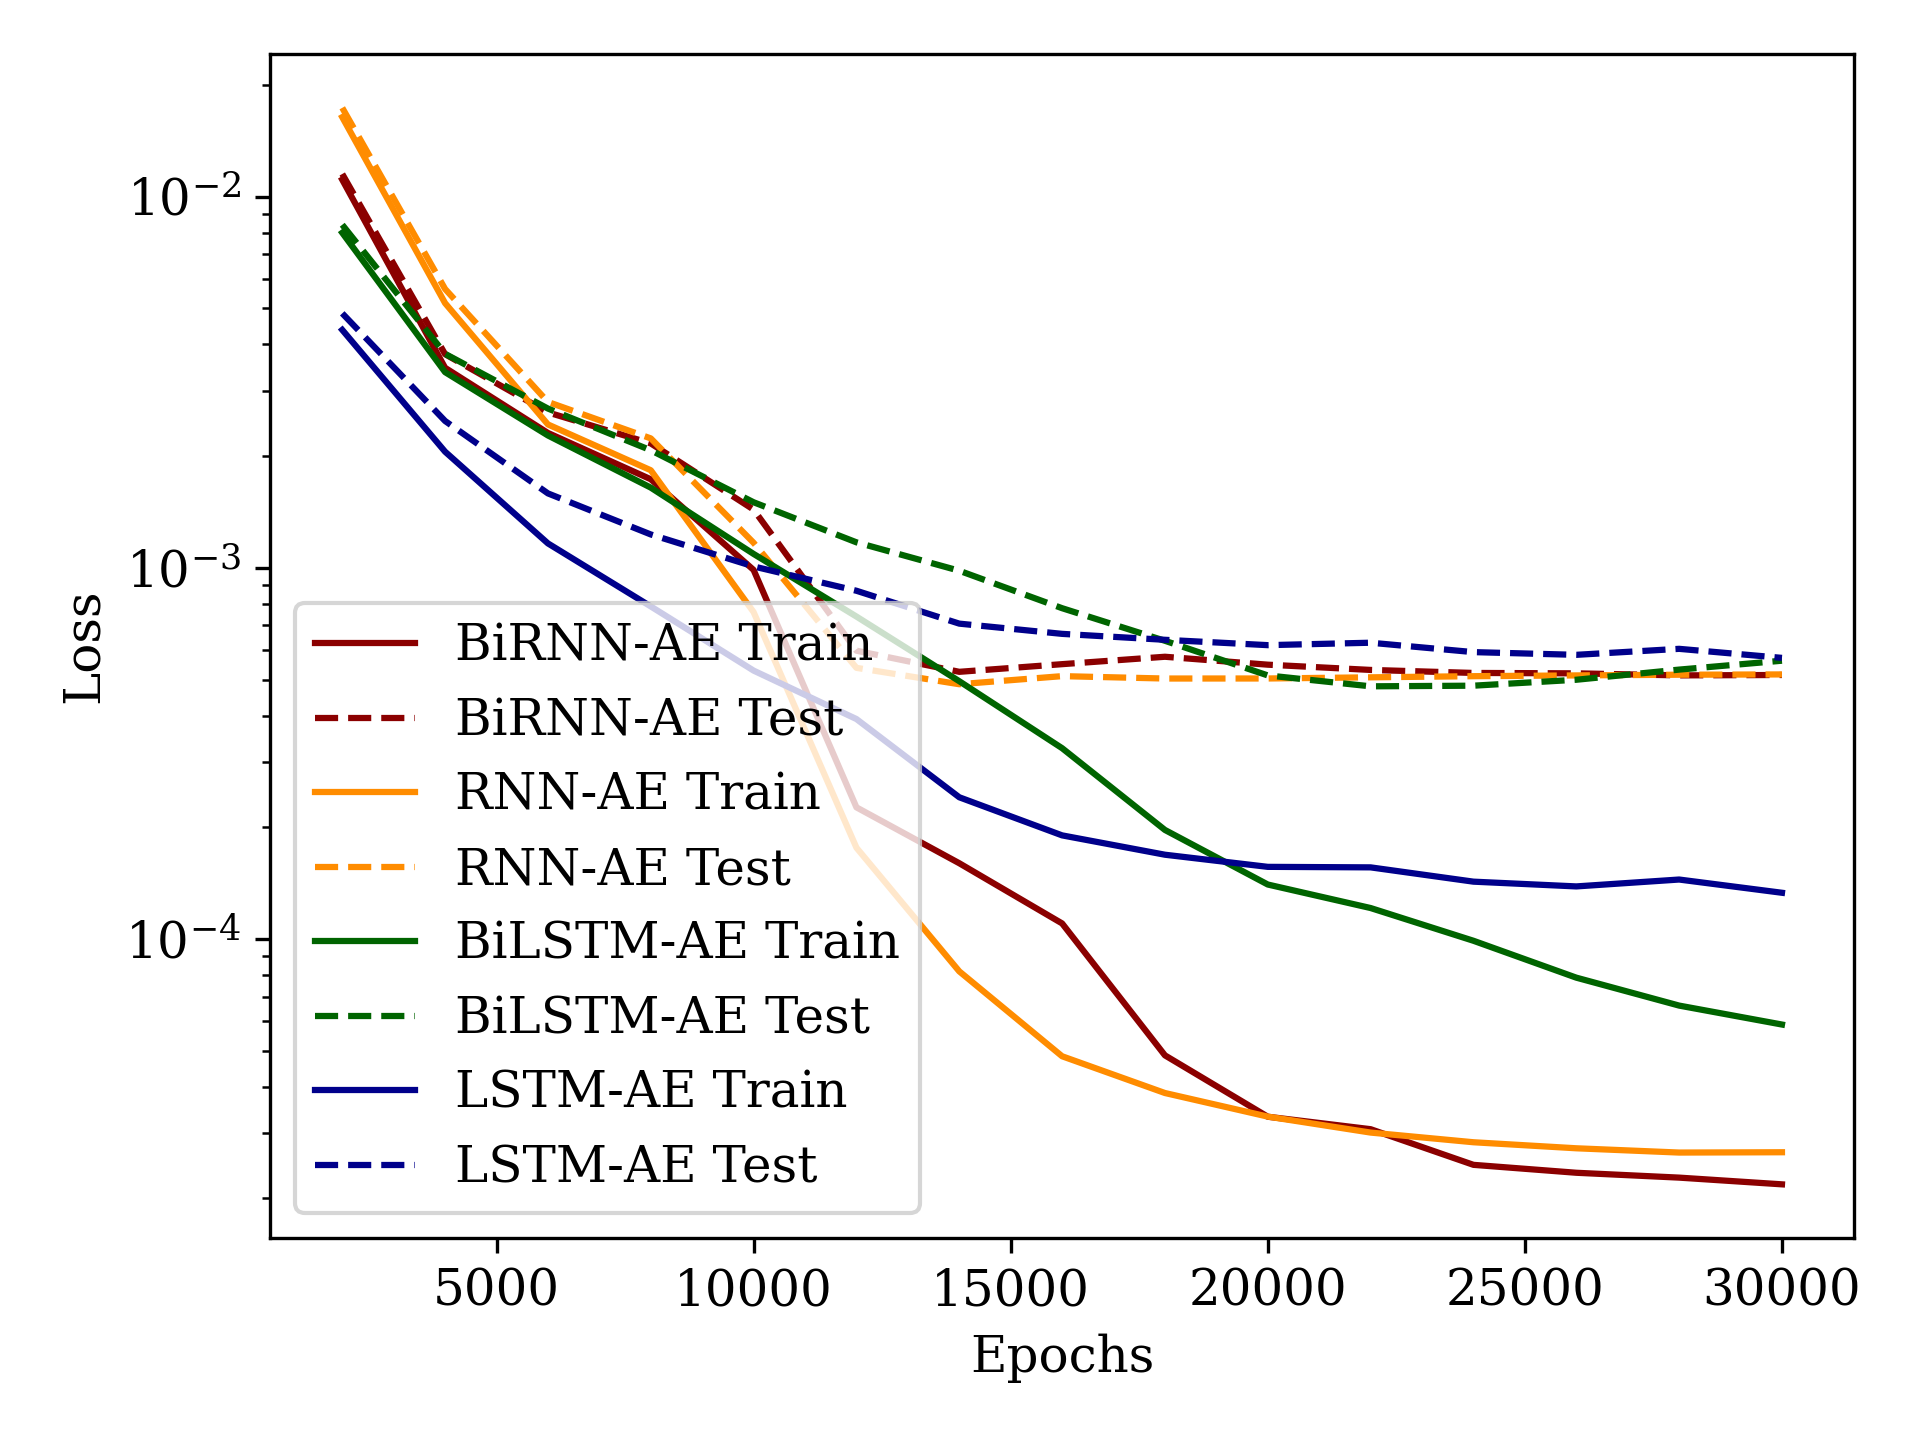 10⁻²
10⁻³
10⁻⁴
Loss
BiRNN-AE Train
BiRNN-AE Test
RNN-AE Train
RNN-AE Test
BiLSTM-AE Train
BiLSTM-AE Test
LSTM-AE Train
LSTM-AE Test
5000 10000 15000 20000 25000 30000
Epochs